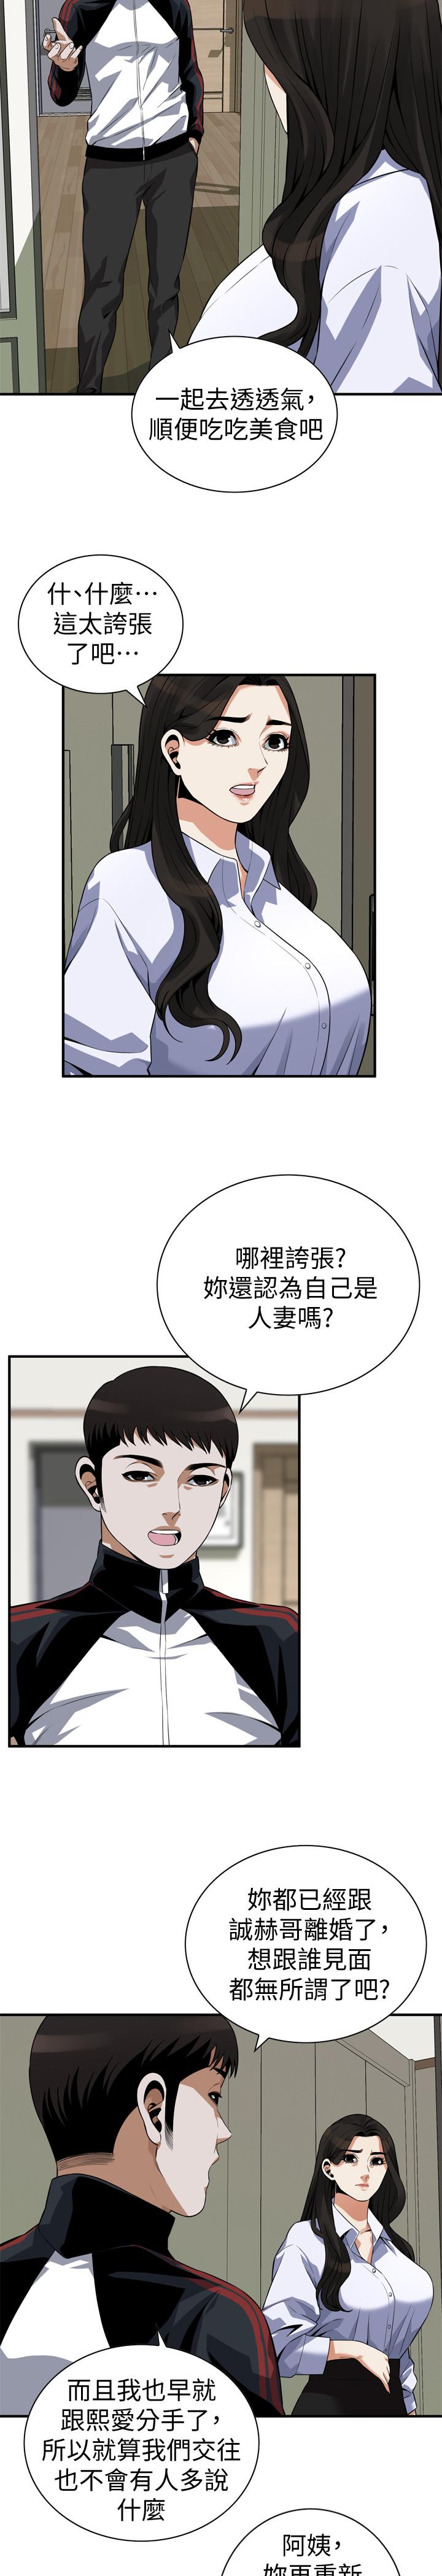 一起去透透氣，
順便吃吃美食吧
什、什麼⋯
這太誇張
了吧⋯
哪裡誇張?
妳還認為自己是
人妻嗎?
妳都已經跟
誠赫哥離婚了，
想跟誰見面
都無所謂了吧?
而且我也早就
跟熙愛分手了，
所以就算我們交往
也不會有人多說
什麼
阿姨，
妳再重新